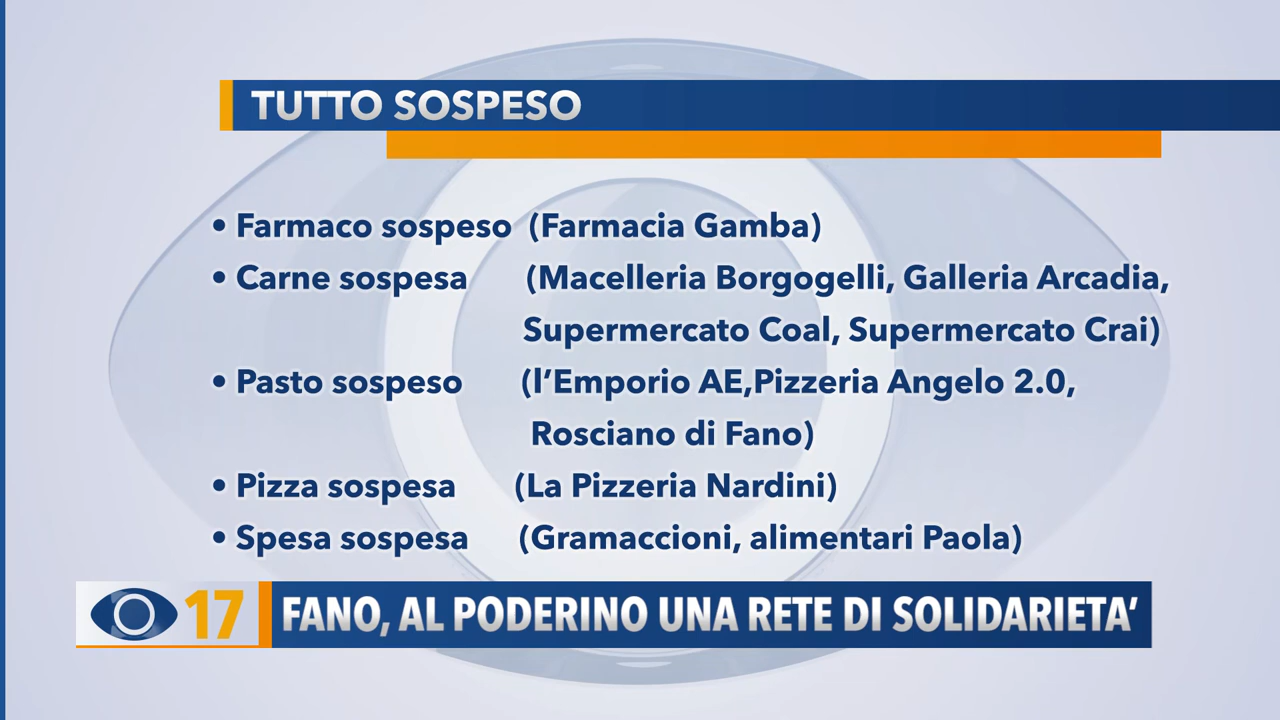 TUTTO SOSPESO
• Farmaco sospeso (Farmacia Gamba)
• Carne sospesa (Macelleria Borgogelli, Galleria Arcadia,
Supermercato Coal, Supermercato Crai)
• Pasto sospeso (l’Emporio AE,Pizzeria Angelo 2.0,
Rosciano di Fano)
• Pizza sospesa (La Pizzeria Nardini)
• Spesa sospesa (Gramaccioni, alimentari Paola)
17 FANO, AL PODERINO UNA RETE DI SOLIDARIETA’